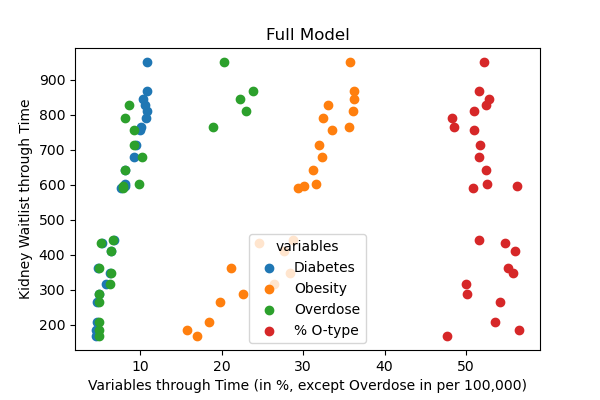 Full Model
Kidney Waitlist through Time
900
800
700
600
500
400
300
200
variables
Diabetes
Obesity
Overdose
% O-type
10 20 30 40 50
Variables through Time (in %, except Overdose in per 100,000)